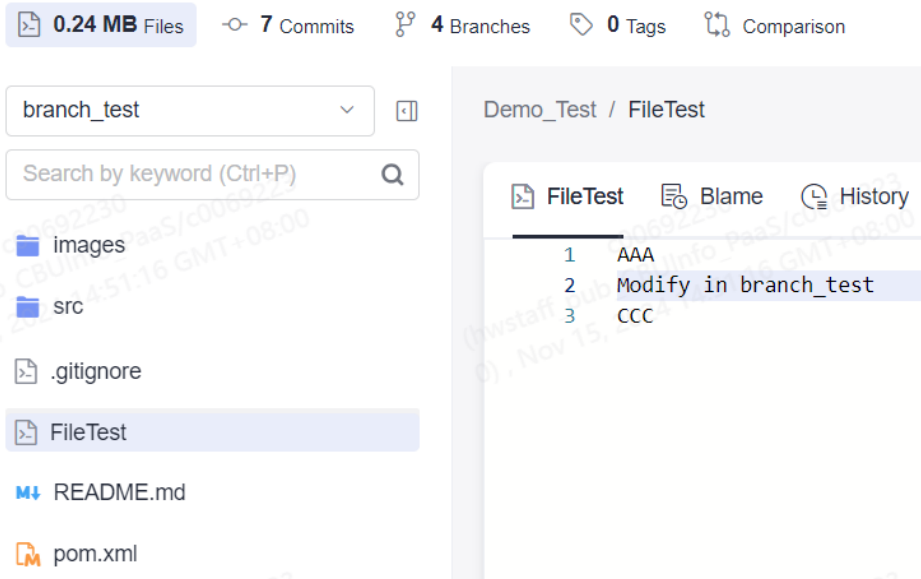 0.24 MB Files 7 Commits 4 Branches 0 Tags Comparison
branch_test
Demo_Test / FileTest
Search by keyword (Ctrl+P)
FileTest Blame History
images
src
.gitignore
FileTest
README.md
pom.xml
1 AAA
2 Modify in branch_test
3 CCC